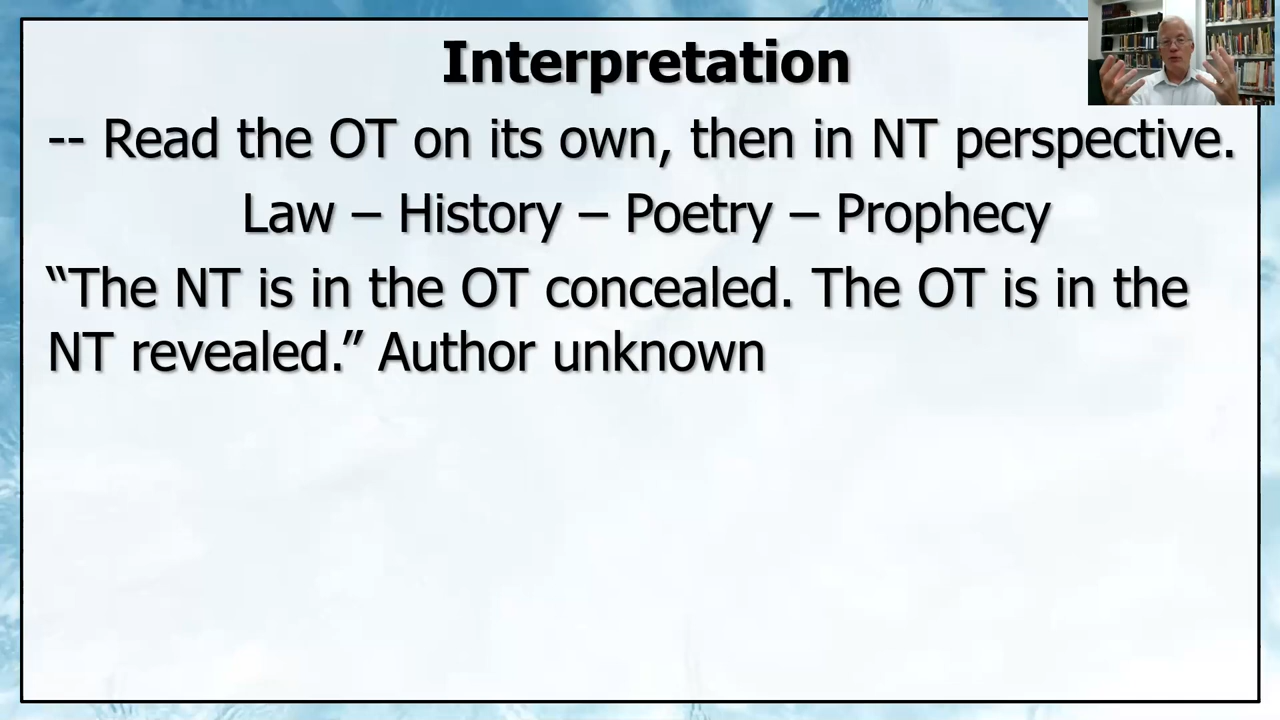 Interpretation
-- Read the OT on its own, then in NT perspective.
Law – History – Poetry – Prophecy
“The NT is in the OT concealed. The OT is in the
NT revealed.” Author unknown